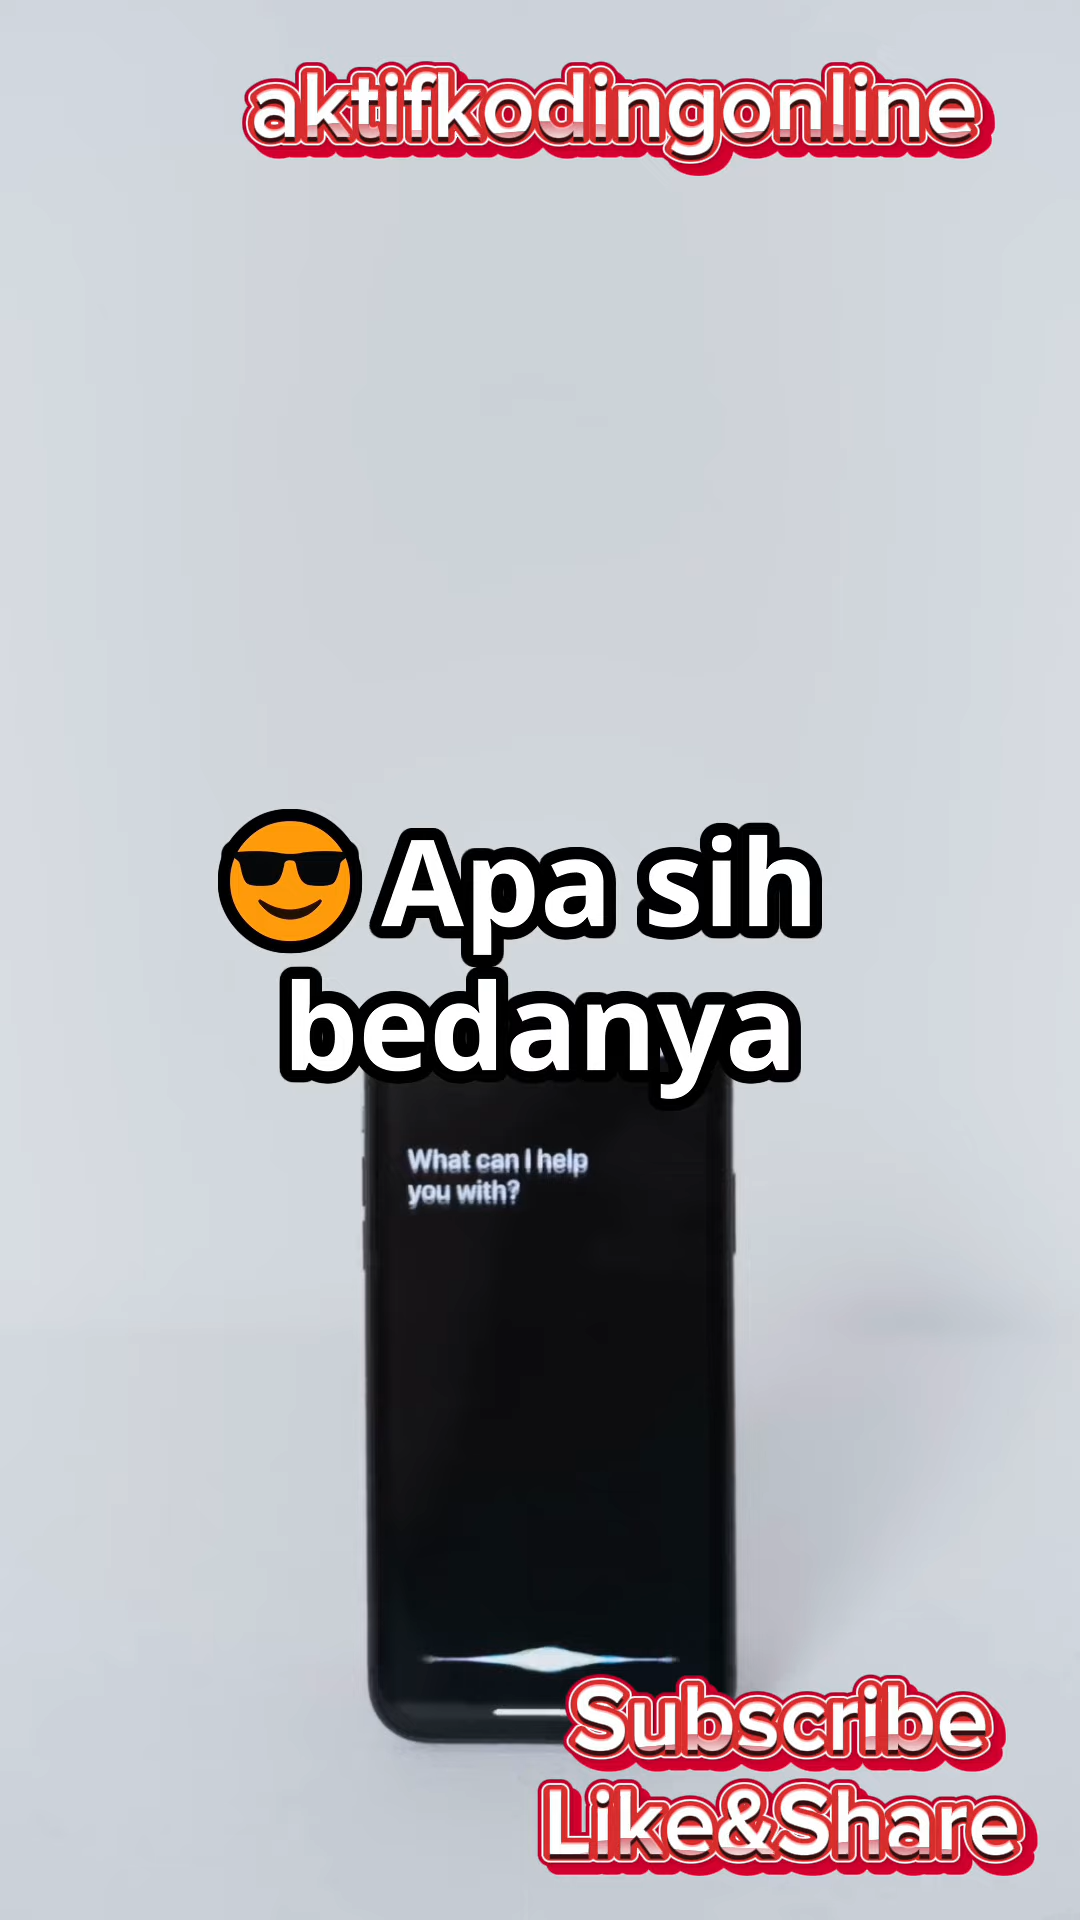 aktifkodingonline
😎Apa sih
bedanya
What can I help
you with?
Subscribe
Like&Share